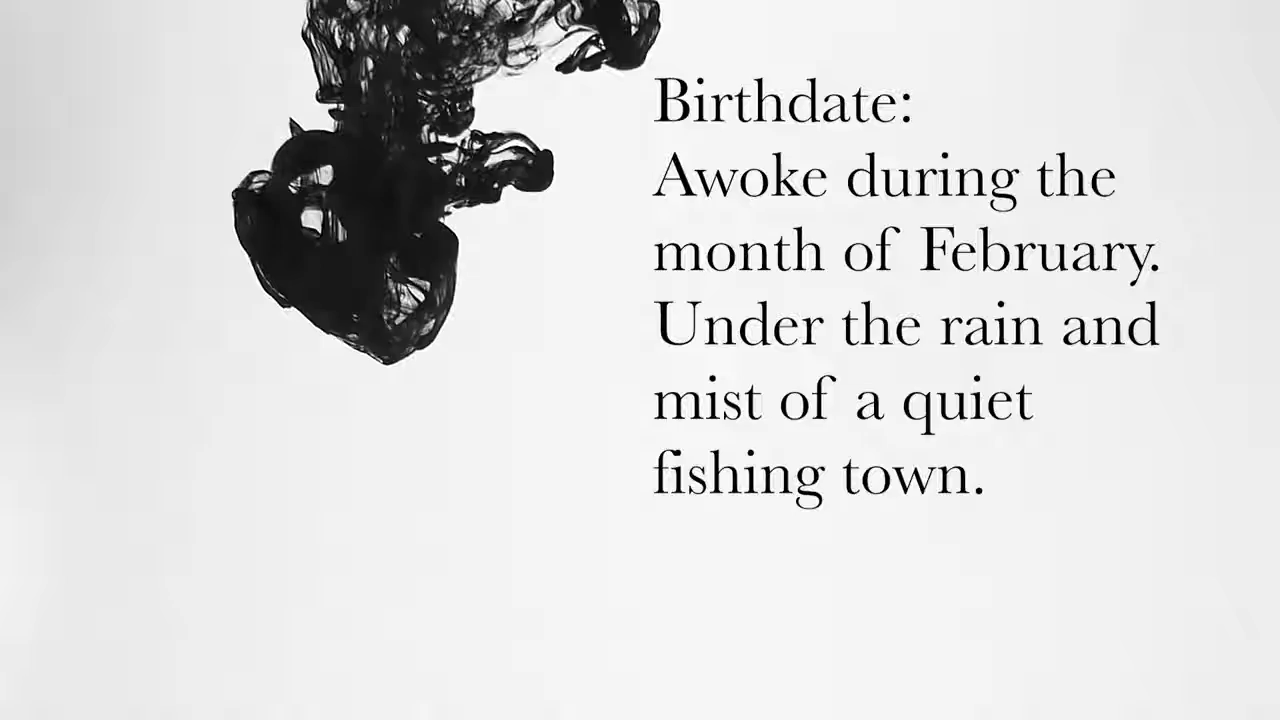 Birthdate:
Awoke during the
month of February.
Under the rain and
mist of a quiet
fishing town.